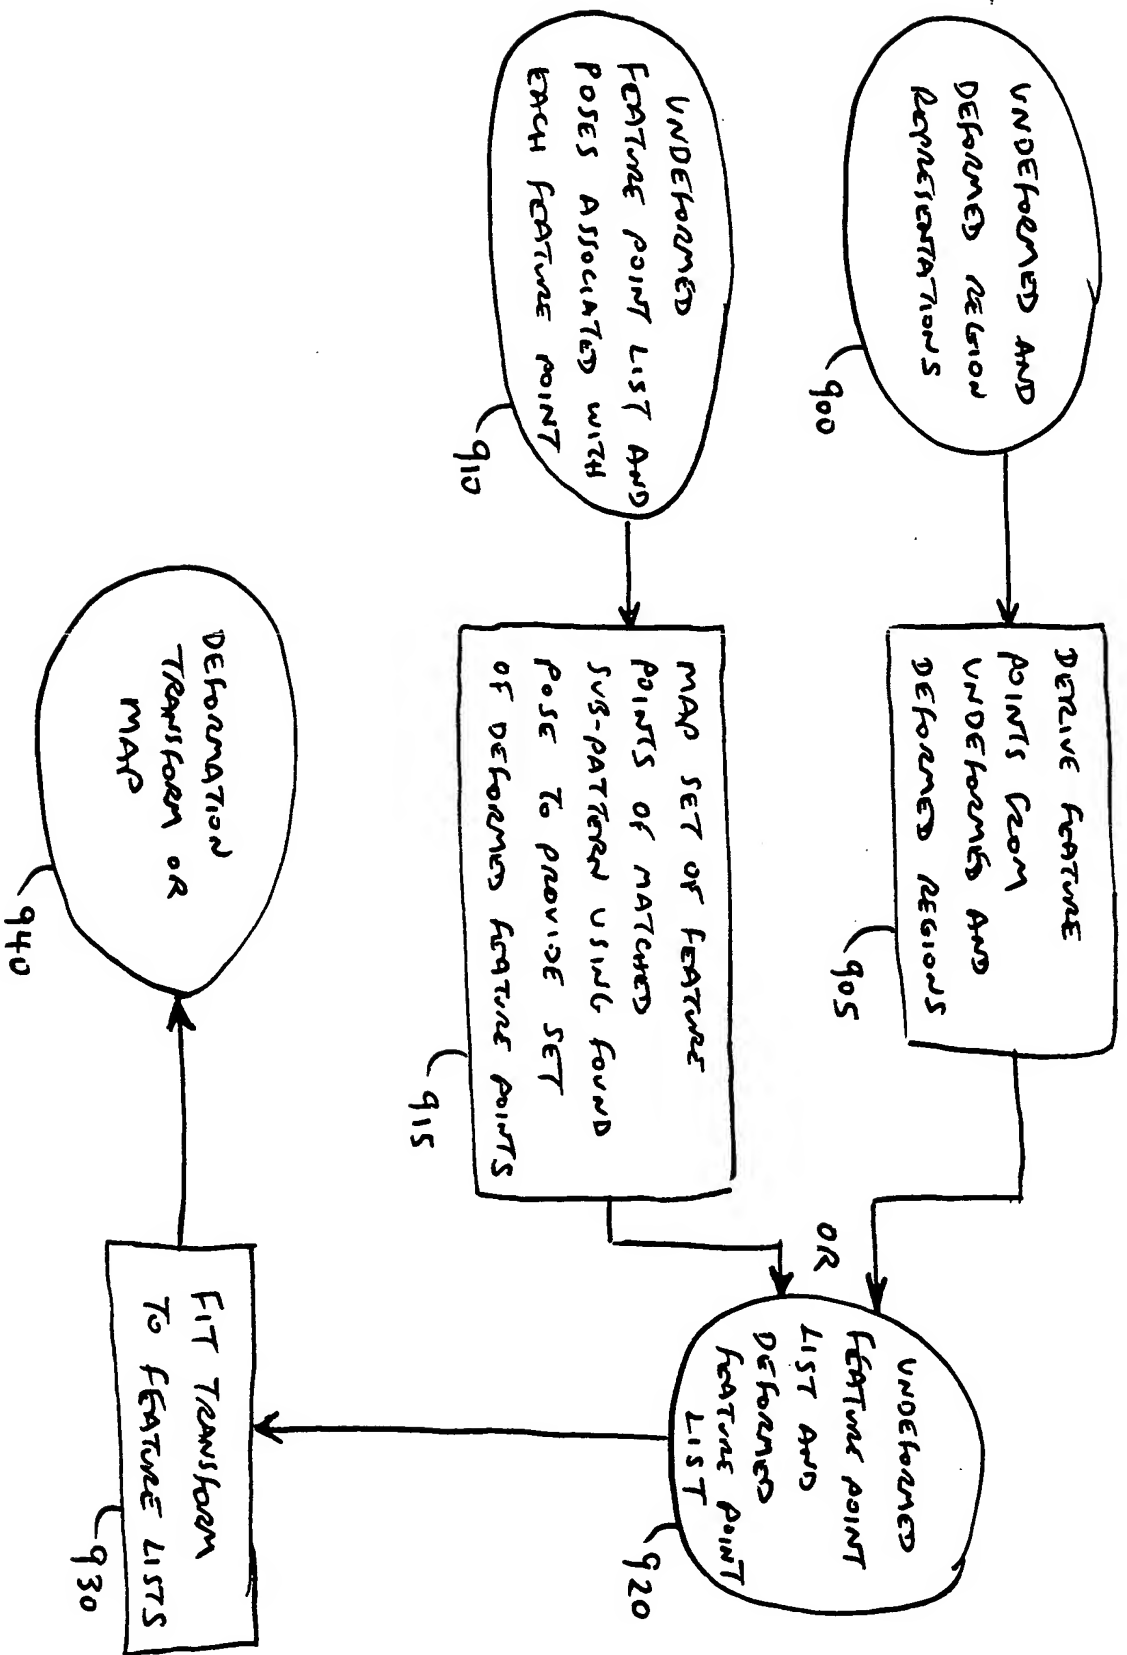 UNDEFORMED AND
DEFORMED REGION
REPRESENTATIONS
900
DERIVE FEATURE
POINTS FROM
UNDEFORMED AND
DEFORMED REGIONS
905
UNDEFORMED
FEATURE POINT LIST AND
POSES ASSOCIATED WITH
EACH FEATURE POINT
910
MAP SET OF FEATURE
POINTS OF MATCHED
SUB-PATTERN USING FOUND
POSE TO PROVIDE SET
OF DEFORMED FEATURE POINTS
915
OR
UNDEFORMED
FEATURE POINT
LIST AND
DEFORMED
FEATURE POINT
LIST
920
FIT TRANSFORM
TO FEATURE LISTS
930
DEFORMATION
TRANSFORM OR
MAP
940